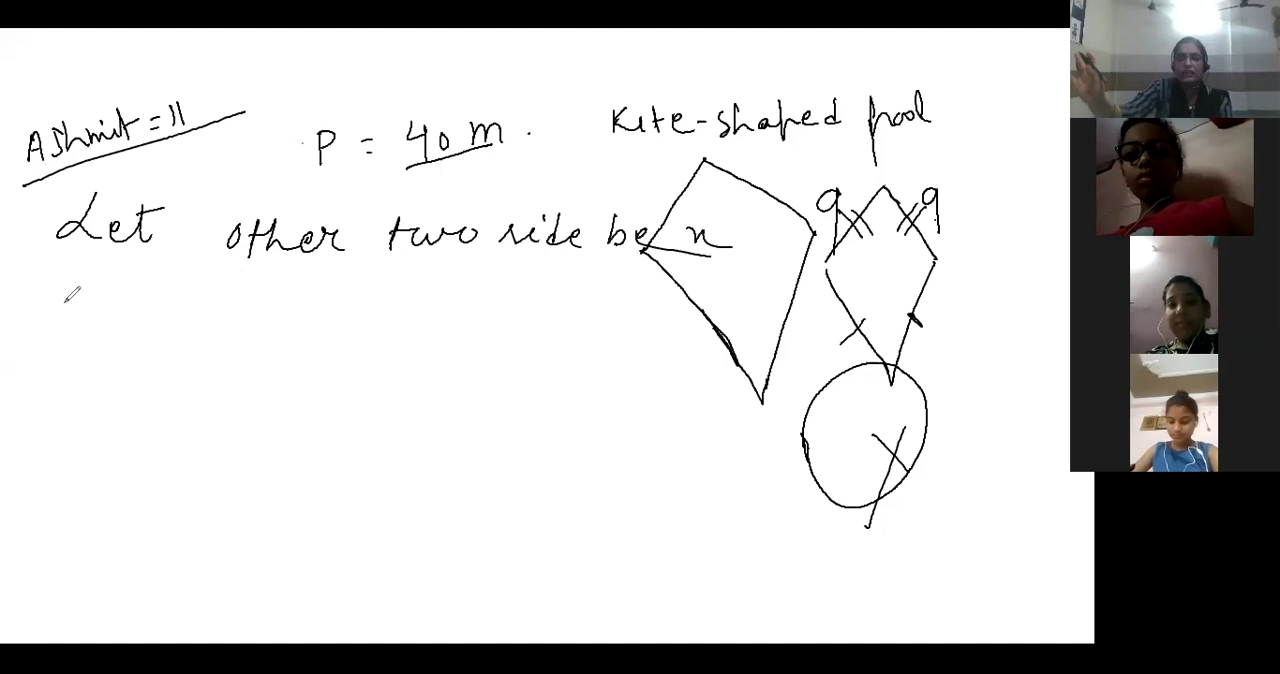 Ashmit = 11
P = 40 m.
Kite-shaped pool
9 9
Let other two side be x